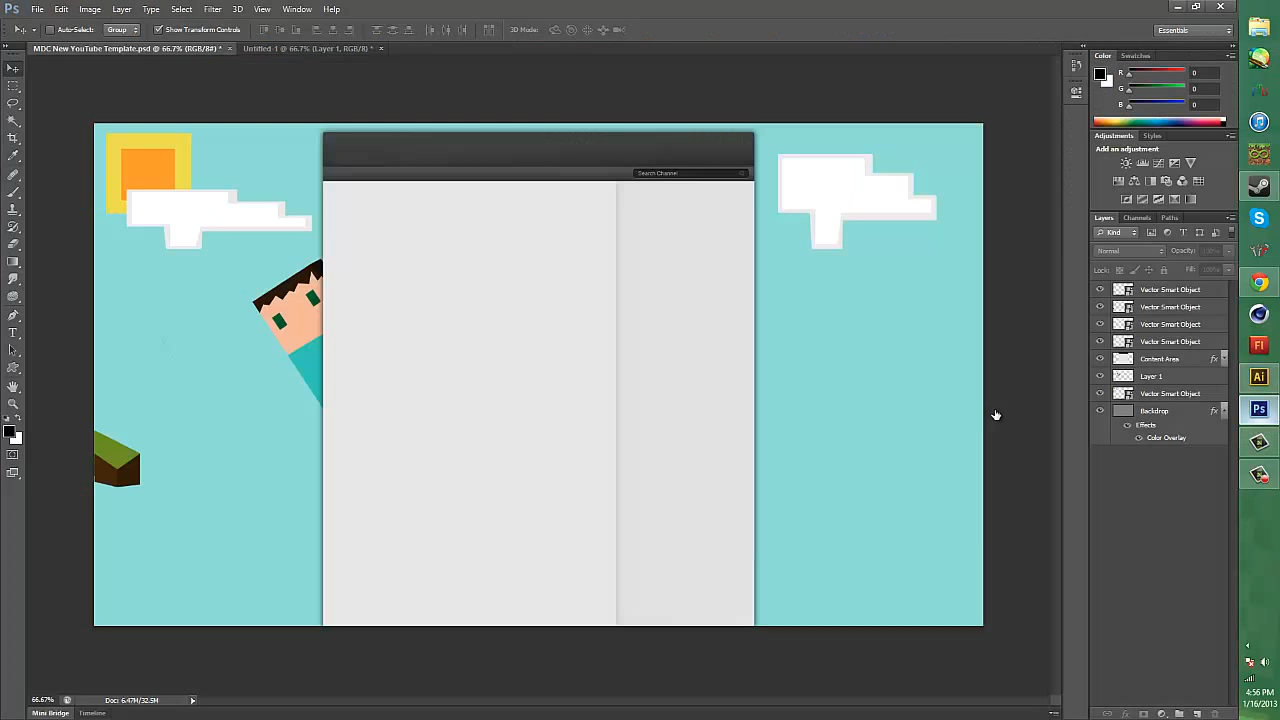 Ps File Edit Image Layer Type Select Filter 3D View Window Help
Auto-Select: Group Show Transform Controls 3D Mode: Essentials
MDC New YouTube Template.psd @ 66.7% (RGB/8#) * × Untitled-1 @ 66.7% (Layer 1, RGB/8) * ×
Color Swatches
R 0
G 0
B 0
Adjustments Styles
Add an adjustment
Search Channel
Layers Channels Paths
Kind
Normal Opacity:
Lock: Fill:
Vector Smart Object
Vector Smart Object
Vector Smart Object
Vector Smart Object
Content Area fx
Layer 1
Vector Smart Object
Backdrop fx
Effects
Color Overlay
T
Fl
Ai
Ps
66.67% Doc: 6.47M/32.5M
Mini Bridge Timeline
4:56 PM
1/16/2013